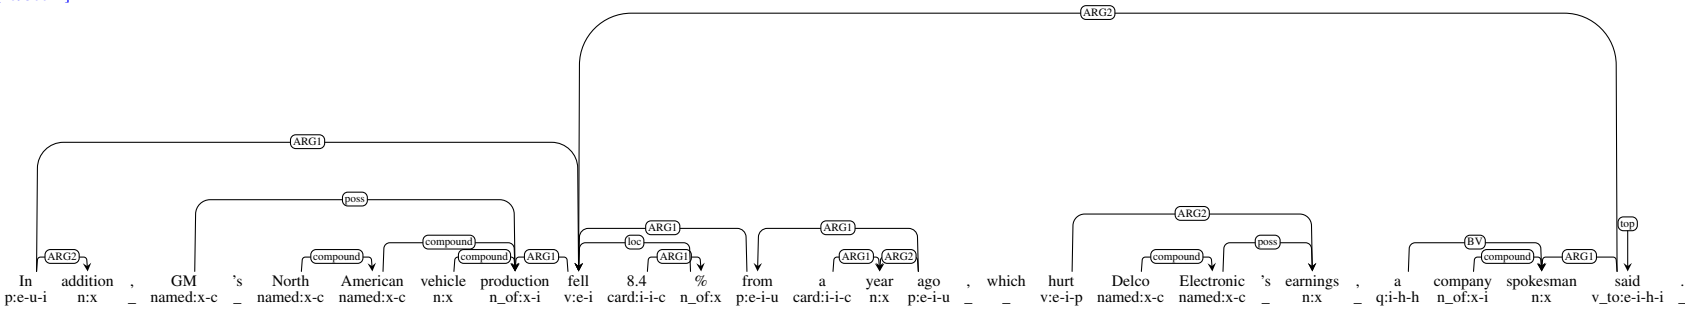 ARG2
ARG1
poss
top
ARG2
ARG1 ARG1
compound loc BV
ARG2 compound compound ARG1 ARG1 ARG1 ARG2 compound poss compound ARG1
In addition , GM 's North American vehicle production fell 8.4 % from a year ago , which hurt Delco Electronic 's earnings , a company spokesman said .
p:e-u-i n:x _ named:x-c _ named:x-c named:x-c n:x n_of:x-i v:e-i card:i-i-c n_of:x p:e-i-u card:i-i-c n:x p:e-i-u _ _ v:e-i-p named:x-c named:x-c _ n:x _ q:i-h-h n_of:x-i n:x v_to:e-i-h-i _